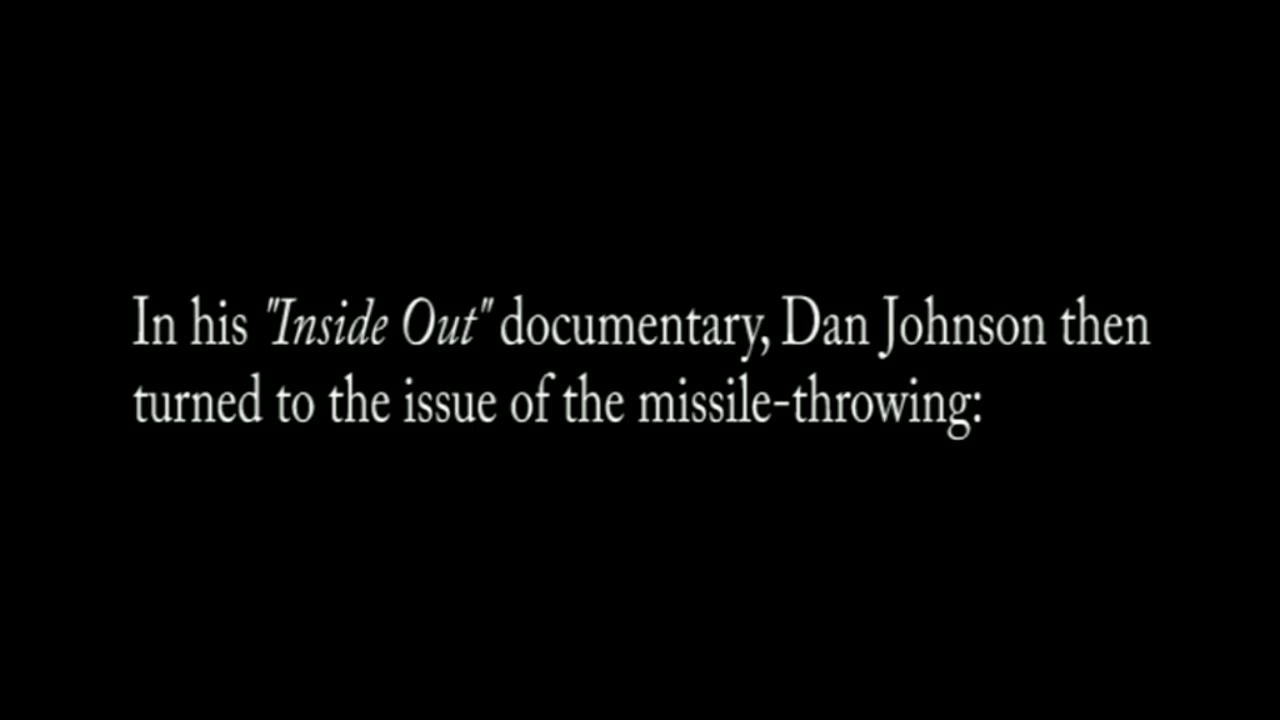 In his "Inside Out" documentary, Dan Johnson then
turned to the issue of the missile-throwing: